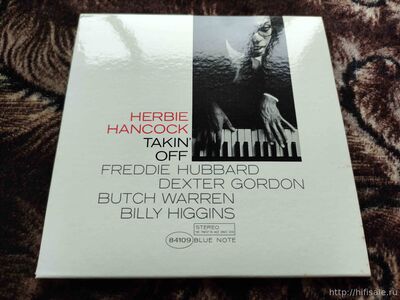 HERBIE
HANCOCK
TAKIN'
OFF
FREDDIE HUBBARD
DEXTER GORDON
BUTCH WARREN
BILLY HIGGINS
STEREO
84109 BLUE NOTE
http://hifisale.ru